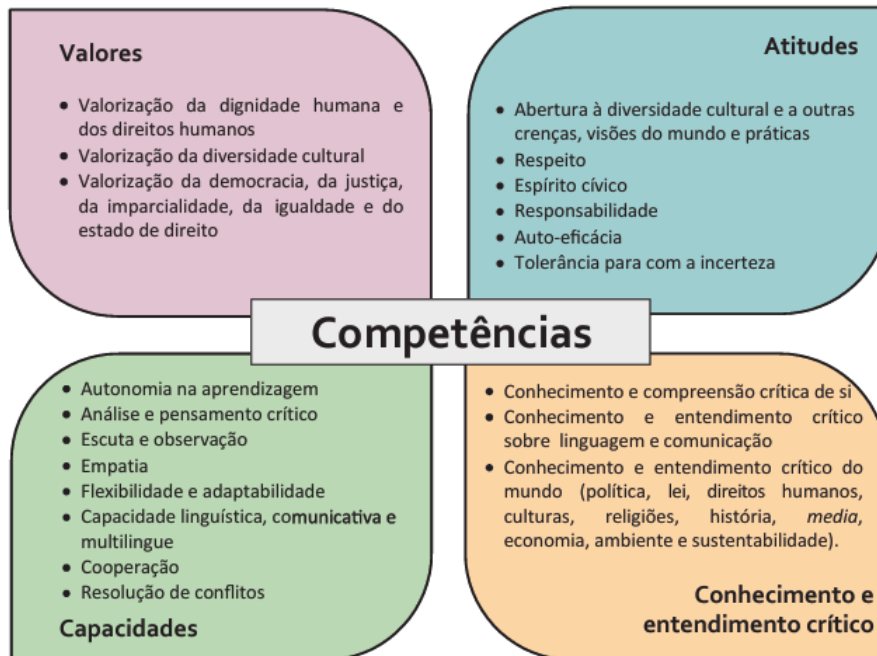 Valores
• Valorização da dignidade humana e
dos direitos humanos
• Valorização da diversidade cultural
• Valorização da democracia, da justiça,
da imparcialidade, da igualdade e do
estado de direito
Atitudes
• Abertura à diversidade cultural e a outras
crenças, visões do mundo e práticas
• Respeito
• Espírito cívico
• Responsabilidade
• Auto-eficácia
• Tolerância para com a incerteza
Competências
• Autonomia na aprendizagem
• Análise e pensamento crítico
• Escuta e observação
• Empatia
• Flexibilidade e adaptabilidade
• Capacidade linguística, comunicativa e
multilingue
• Cooperação
• Resolução de conflitos
Capacidades
• Conhecimento e compreensão crítica de si
• Conhecimento e entendimento crítico
sobre linguagem e comunicação
• Conhecimento e entendimento crítico do
mundo (política, lei, direitos humanos,
culturas, religiões, história, media,
economia, ambiente e sustentabilidade).
Conhecimento e
entendimento crítico